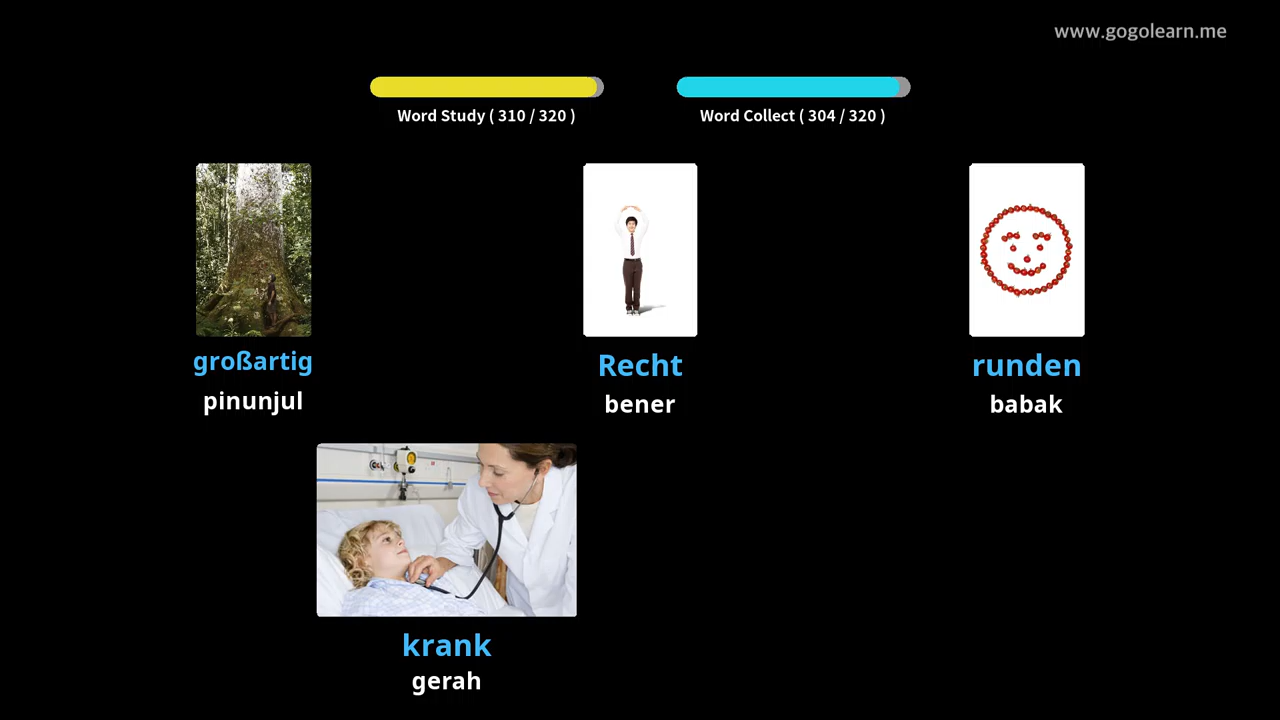 www.gogolearn.me
Word Study ( 310 / 320 )
Word Collect ( 304 / 320 )
großartig
pinunjul
Recht
bener
runden
babak
krank
gerah